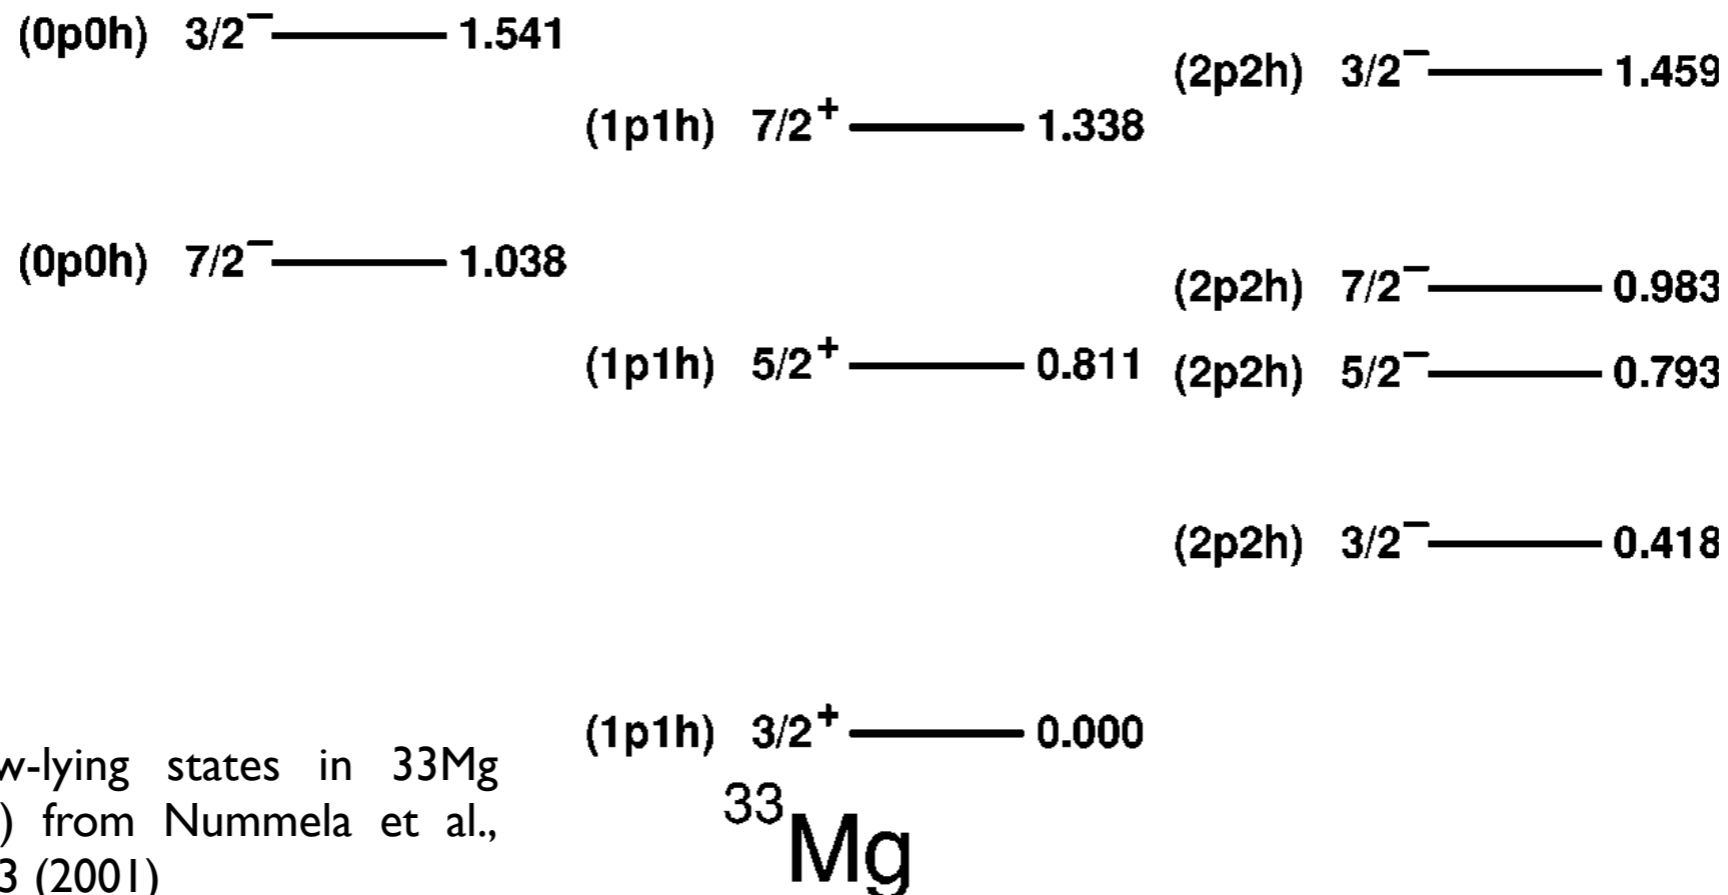 (0p0h) 3/2⁻ 1.541
(2p2h) 3/2⁻ 1.459
(1p1h) 7/2⁺ 1.338
(0p0h) 7/2⁻ 1.038
(2p2h) 7/2⁻ 0.983
(1p1h) 5/2⁺ 0.811
(2p2h) 5/2⁻ 0.793
(2p2h) 3/2⁻ 0.418
(1p1h) 3/2⁺ 0.000
w-lying states in 33Mg
) from Nummela et al.,
3 (2001)
³³Mg